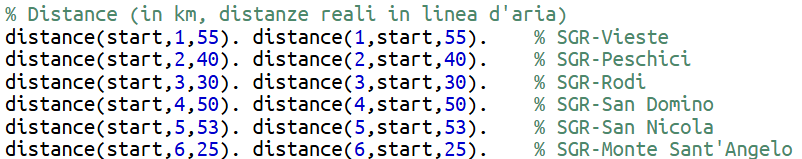 % Distance (in km, distanze reali in linea d'aria)
distance(start,1,55). distance(1,start,55).    % SGR-Vieste
distance(start,2,40). distance(2,start,40).    % SGR-Peschici
distance(start,3,30). distance(3,start,30).    % SGR-Rodi
distance(start,4,50). distance(4,start,50).    % SGR-San Domino
distance(start,5,53). distance(5,start,53).    % SGR-San Nicola
distance(start,6,25). distance(6,start,25).    % SGR-Monte Sant'Angelo